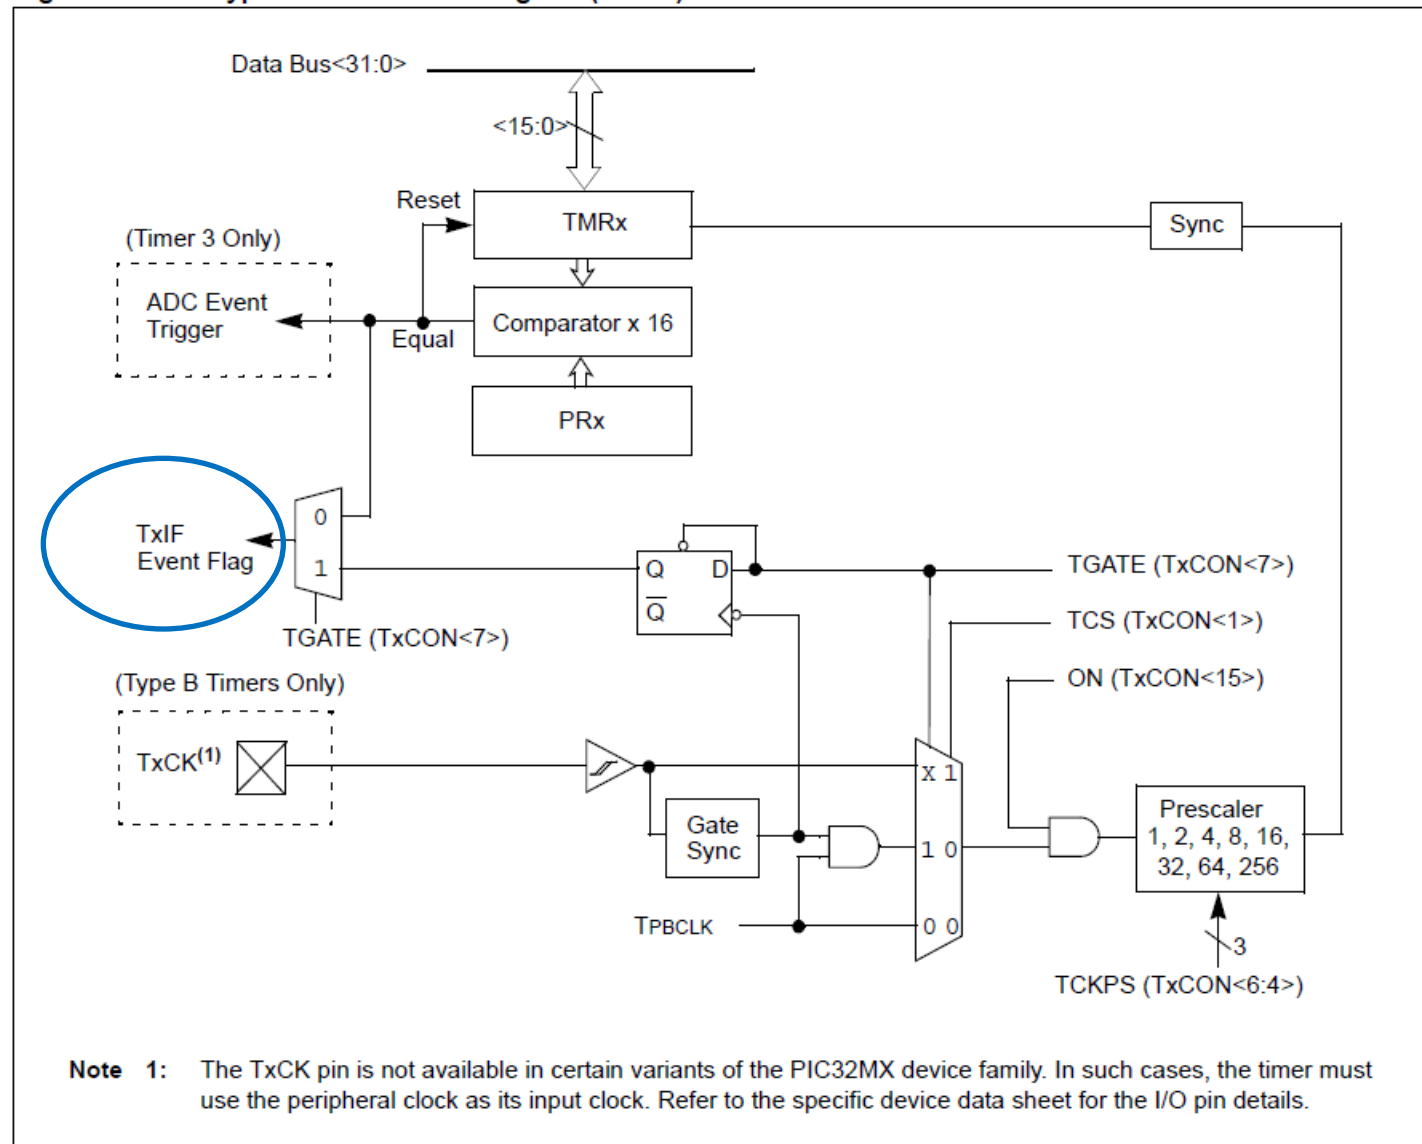 Data Bus<31:0>
<15:0>
Reset
TMRx
Sync
(Timer 3 Only)
ADC Event
Trigger
Equal
Comparator x 16
PRx
TxIF
Event Flag
0
1
TGATE (TxCON<7>)
Q
D
Q
TGATE (TxCON<7>)
TCS (TxCON<1>)
ON (TxCON<15>)
(Type B Timers Only)
TxCK(1)
X 1
Gate
Sync
1 0
Prescaler
1, 2, 4, 8, 16,
32, 64, 256
TPBCLK
0 0
3
TCKPS (TxCON<6:4>)
Note 1: The TxCK pin is not available in certain variants of the PIC32MX device family. In such cases, the timer must
use the peripheral clock as its input clock. Refer to the specific device data sheet for the I/O pin details.